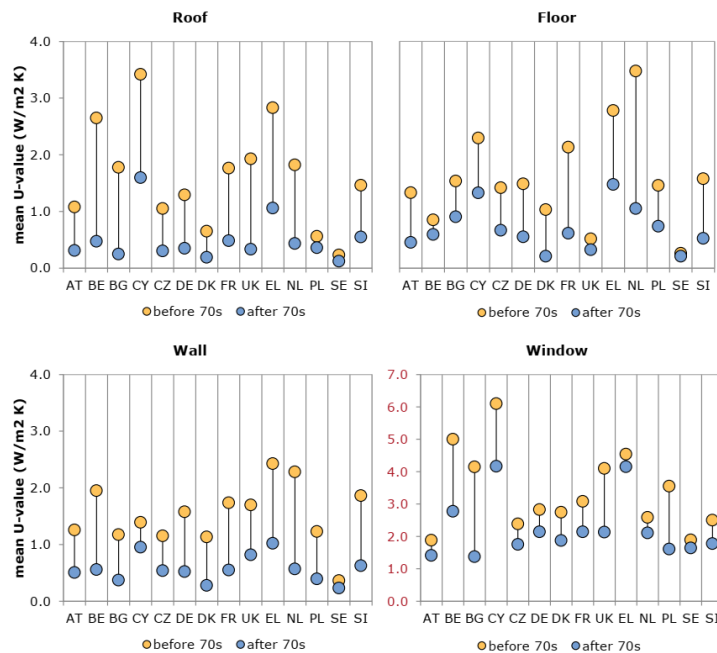 Roof
mean U-value (W/m2 K)
4.0
3.0
2.0
1.0
0.0
AT BE BG CY CZ DE DK FR UK EL NL PL SE SI
before 70s after 70s
Floor
AT BE BG CY CZ DE DK FR UK EL NL PL SE SI
before 70s after 70s
Wall
mean U-value (W/m2 K)
4.0
3.0
2.0
1.0
0.0
AT BE BG CY CZ DE DK FR UK EL NL PL SE SI
before 70s after 70s
Window
7.0
6.0
5.0
4.0
3.0
2.0
1.0
0.0
AT BE BG CY CZ DE DK FR UK EL NL PL SE SI
before 70s after 70s